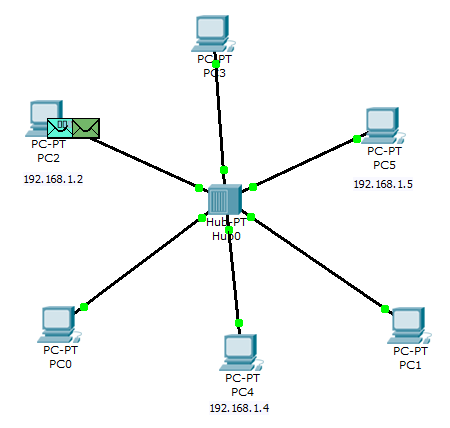 PC-PT
PC3
PC-PT
PC2
192.168.1.2
PC-PT
PC5
192.168.1.5
Hub-PT
Hub0
PC-PT
PC0
PC-PT
PC4
192.168.1.4
PC-PT
PC1